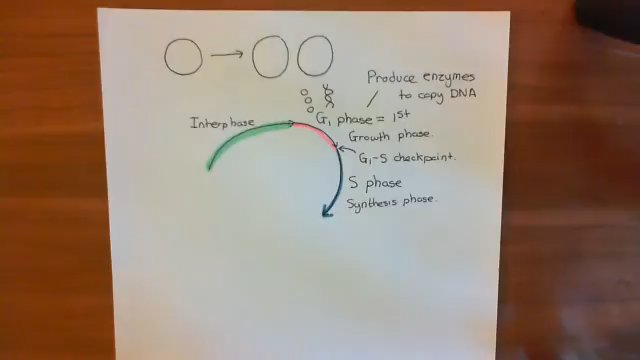 Produce enzymes
to copy DNA
Interphase
G1 phase = 1st
Growth phase.
G1-S checkpoint.
S phase
Synthesis phase.